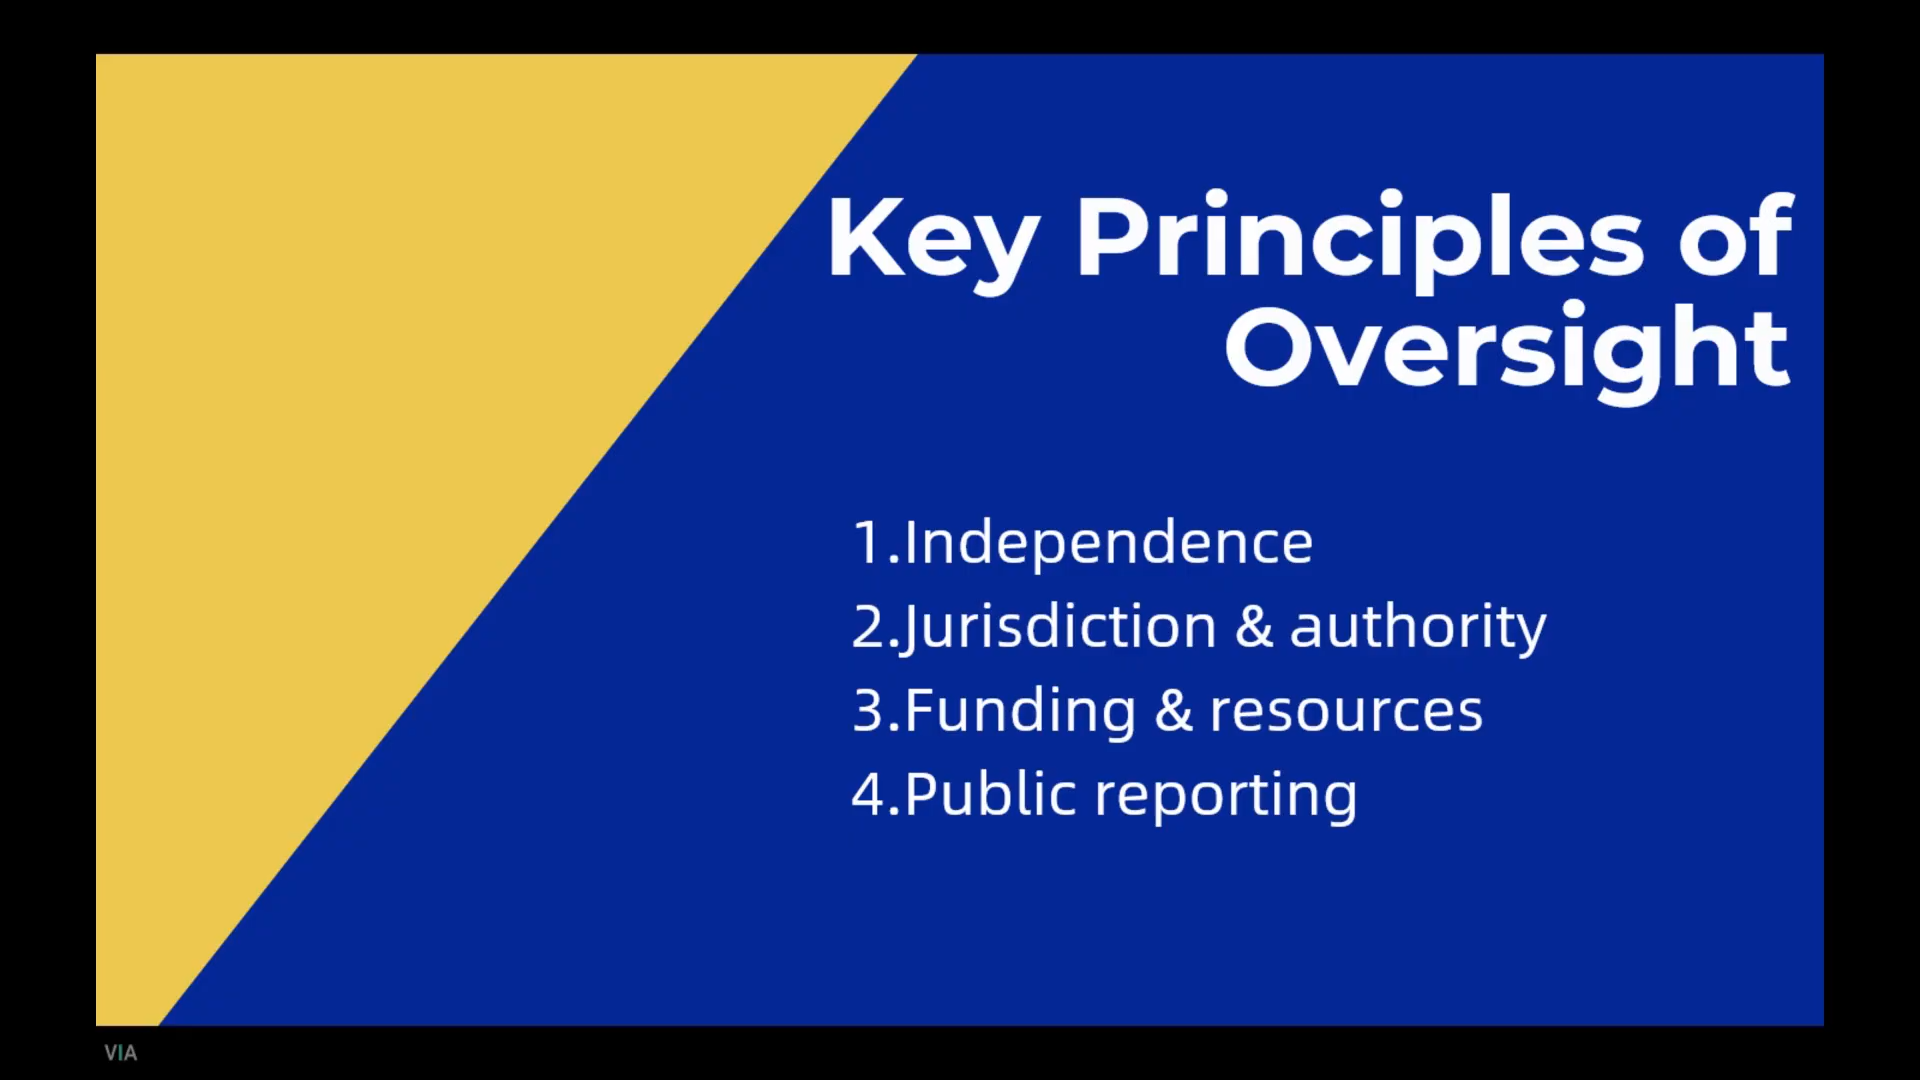 Key Principles of
Oversight
1.Independence
2.Jurisdiction & authority
3.Funding & resources
4.Public reporting
VIA